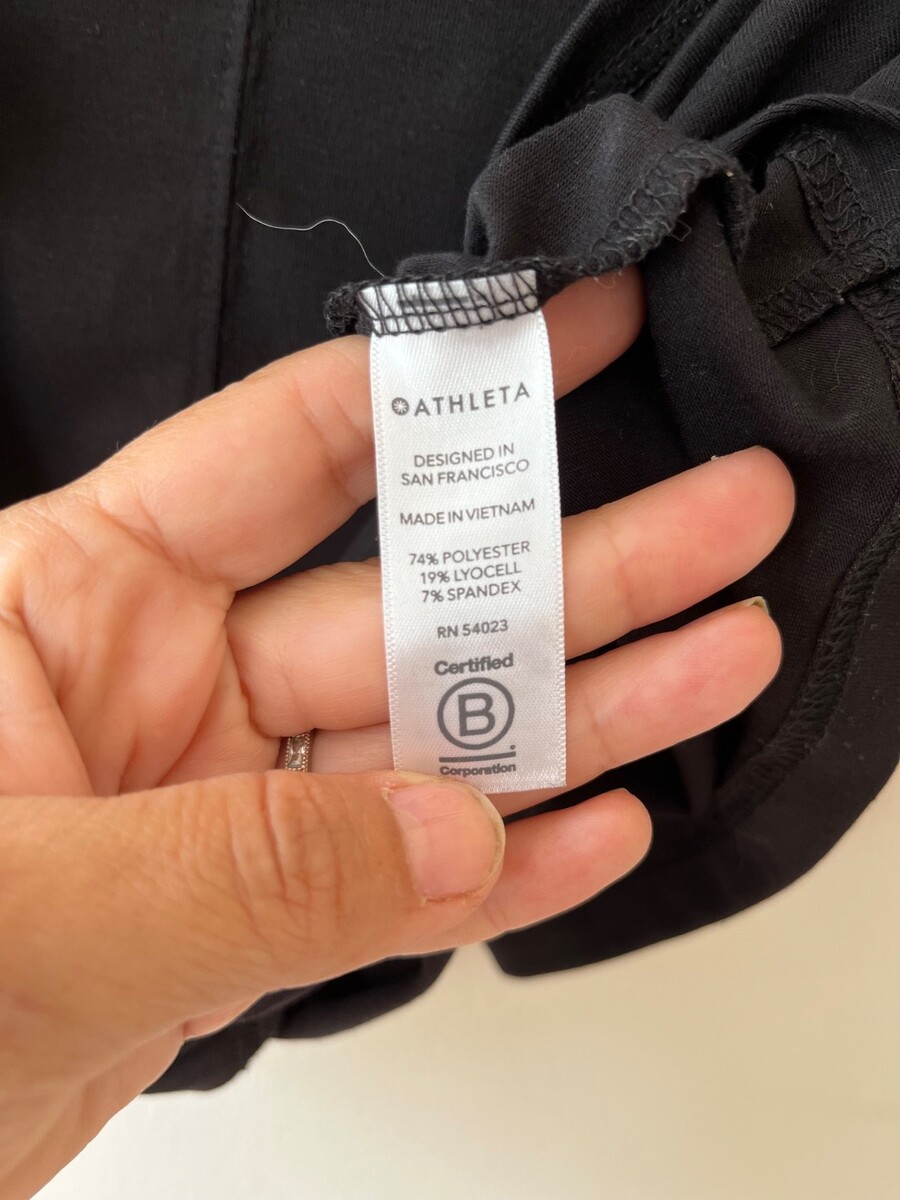 ATHLETA
DESIGNED IN
SAN FRANCISCO
MADE IN VIETNAM
74% POLYESTER
19% LYOCELL
7% SPANDEX
RN 54023
Certified
B
Corporation